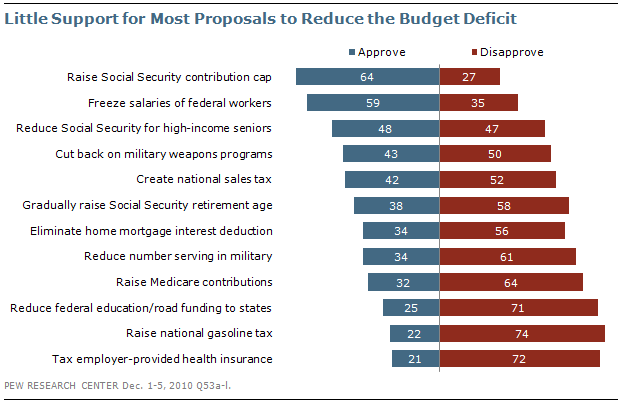 Little Support for Most Proposals to Reduce the Budget Deficit
Approve Disapprove
Raise Social Security contribution cap 64 27
Freeze salaries of federal workers 59 35
Reduce Social Security for high-income seniors 48 47
Cut back on military weapons programs 43 50
Create national sales tax 42 52
Gradually raise Social Security retirement age 38 58
Eliminate home mortgage interest deduction 34 56
Reduce number serving in military 34 61
Raise Medicare contributions 32 64
Reduce federal education/road funding to states 25 71
Raise national gasoline tax 22 74
Tax employer-provided health insurance 21 72
PEW RESEARCH CENTER Dec. 1-5, 2010 Q53a-l.